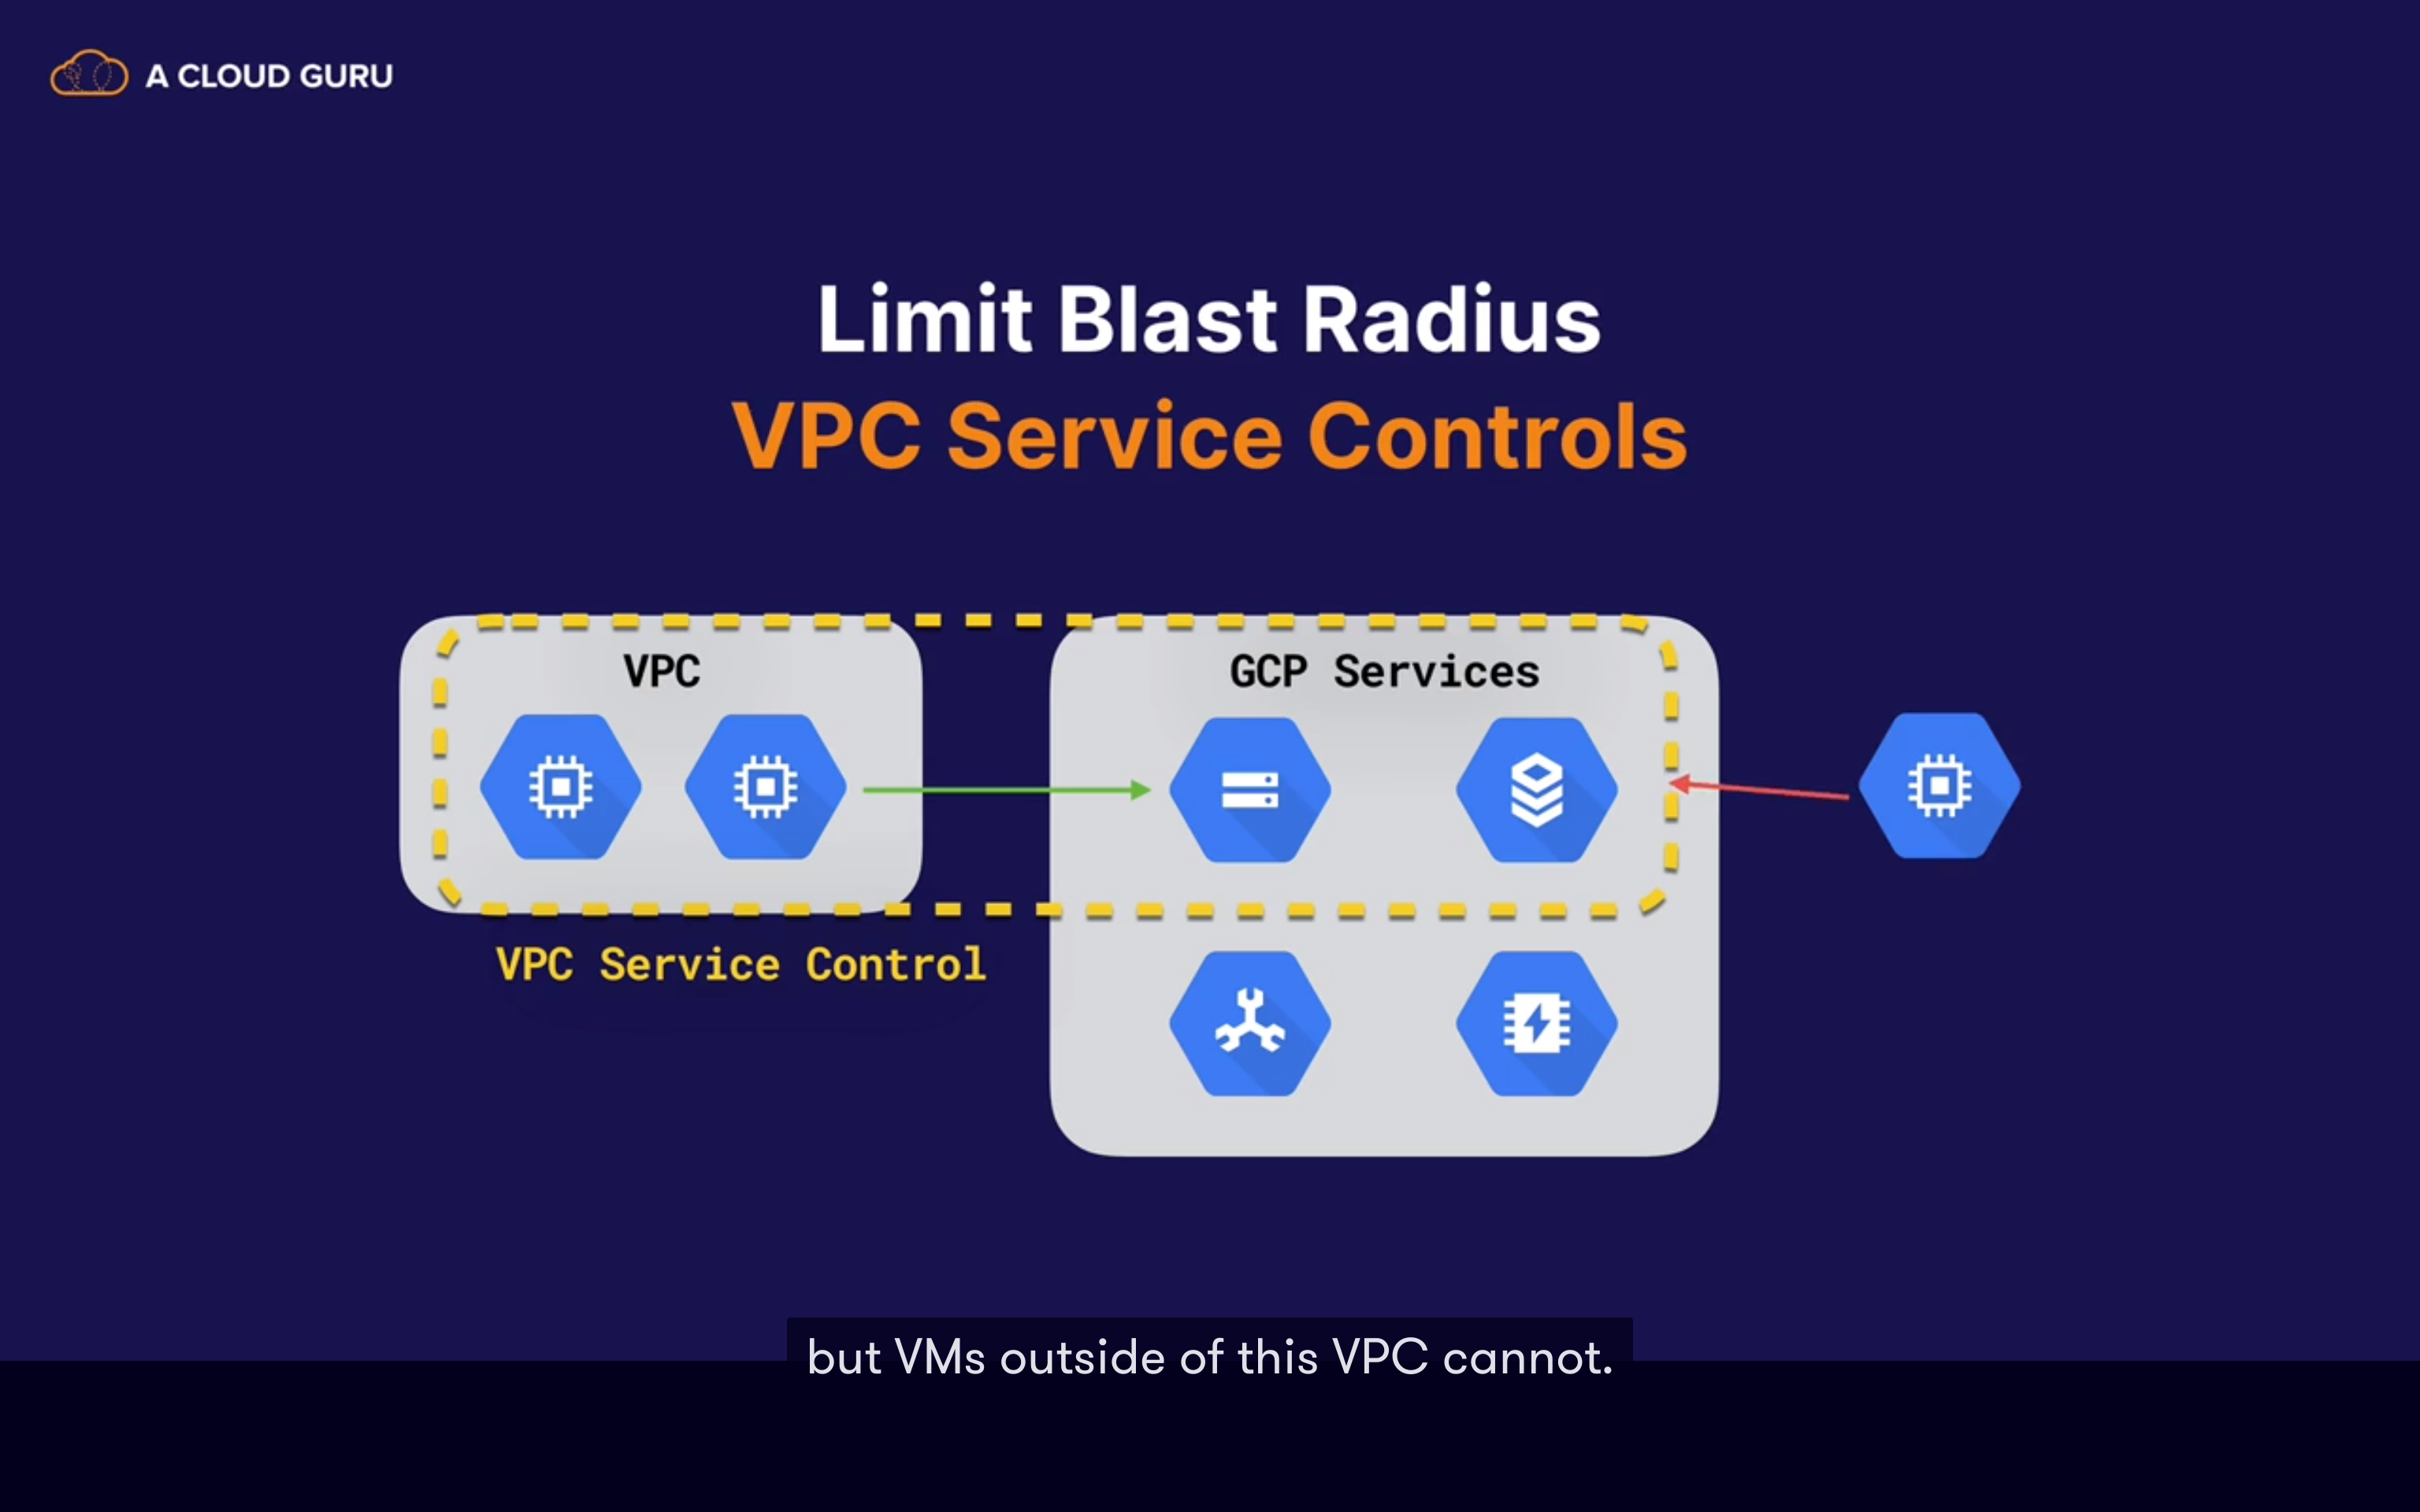 A CLOUD GURU
Limit Blast Radius
VPC Service Controls
VPC
GCP Services
VPC Service Control
but VMs outside of this VPC cannot.